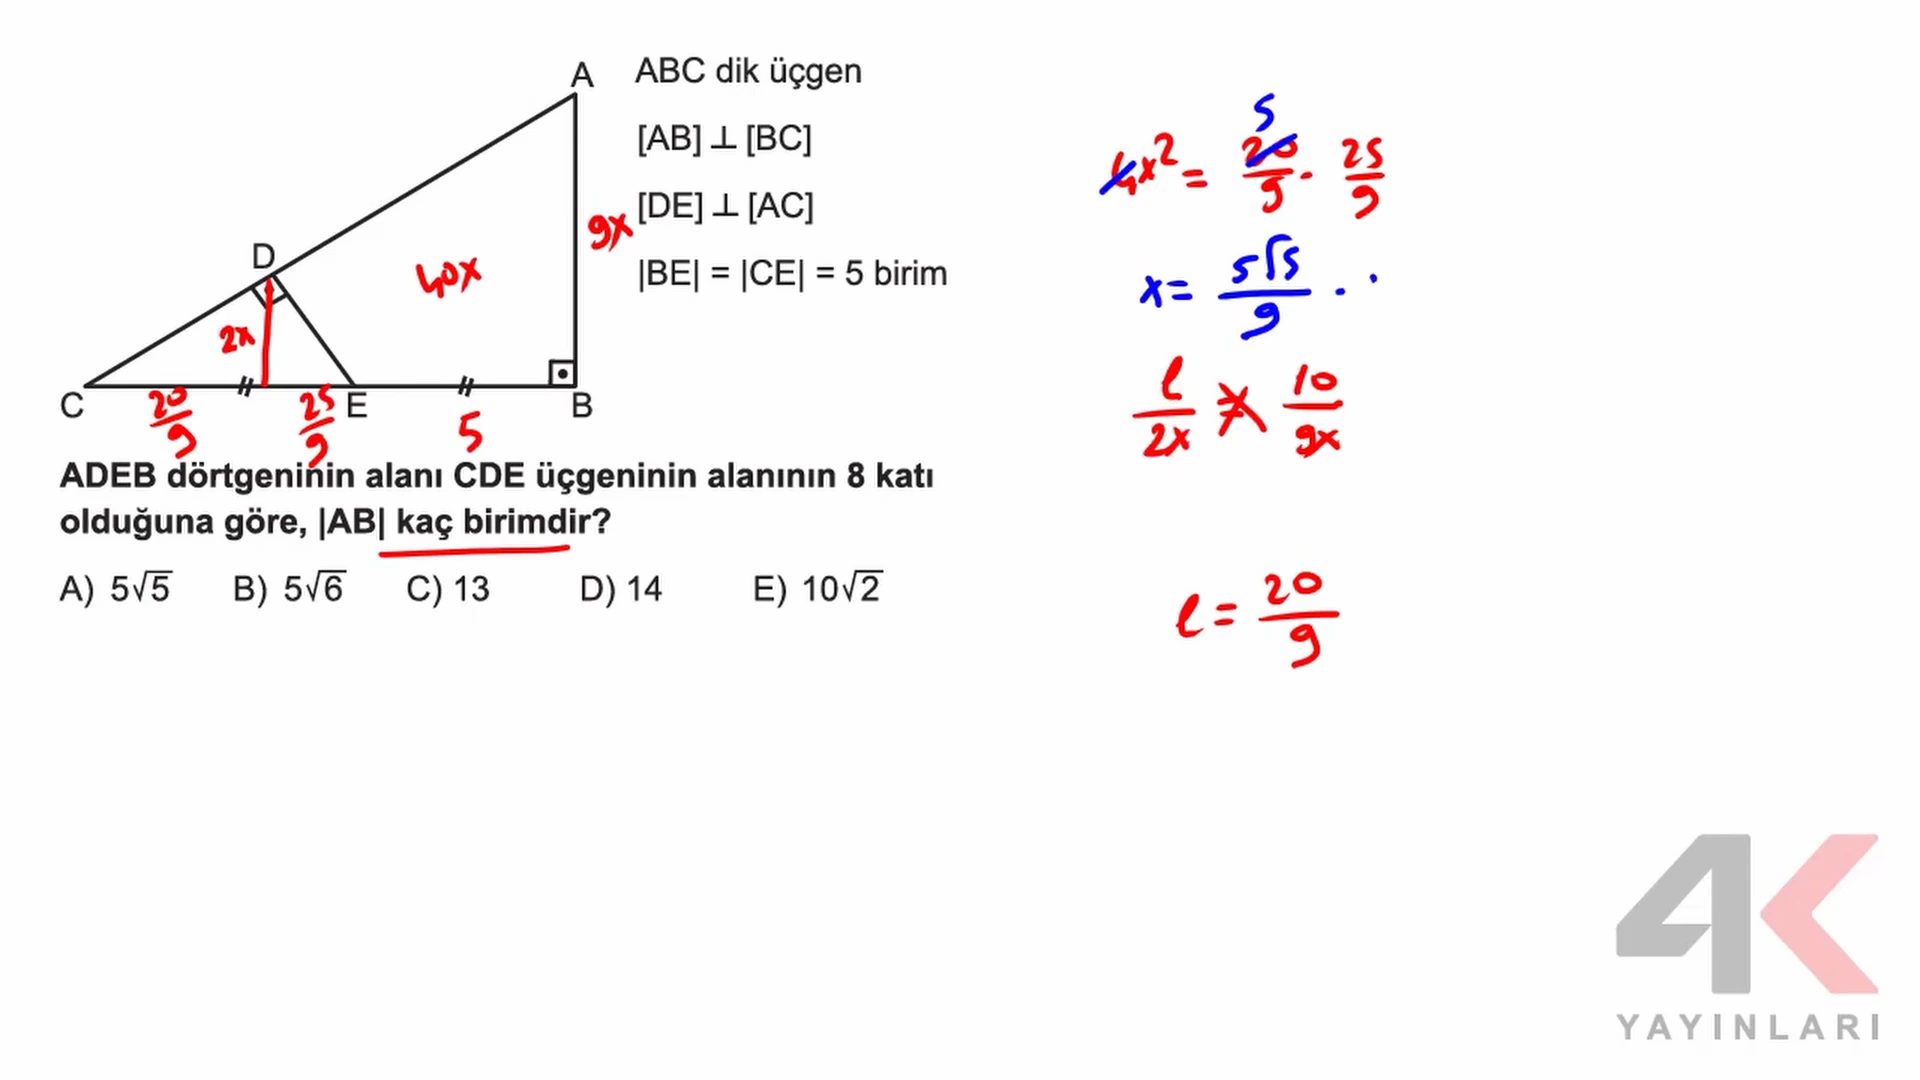 A
ABC dik üçgen
[AB] ⊥ [BC]
[DE] ⊥ [AC]
|BE| = |CE| = 5 birim
D
9x
40x
2x
C
E
B
20/9
25/9
5
ADEB dörtgeninin alanı CDE üçgeninin alanının 8 katı
olduğuna göre, |AB| kaç birimdir?
A) 5√5 B) 5√6 C) 13 D) 14 E) 10√2
5
4x² = 20/9 · 25/9
x = 5√5/9 · ·
l/2x = 10/9x
l = 20/9
4K
YAYINLARI